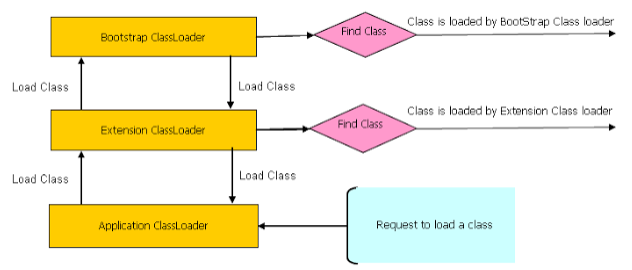 Class is loaded by BootStrap Class loader
Bootstrap ClassLoader
Find Class
Load Class
Load Class
Class is loaded by Extension Class loader
Extension ClassLoader
Find Class
Load Class
Load Class
Application ClassLoader
Request to load a class